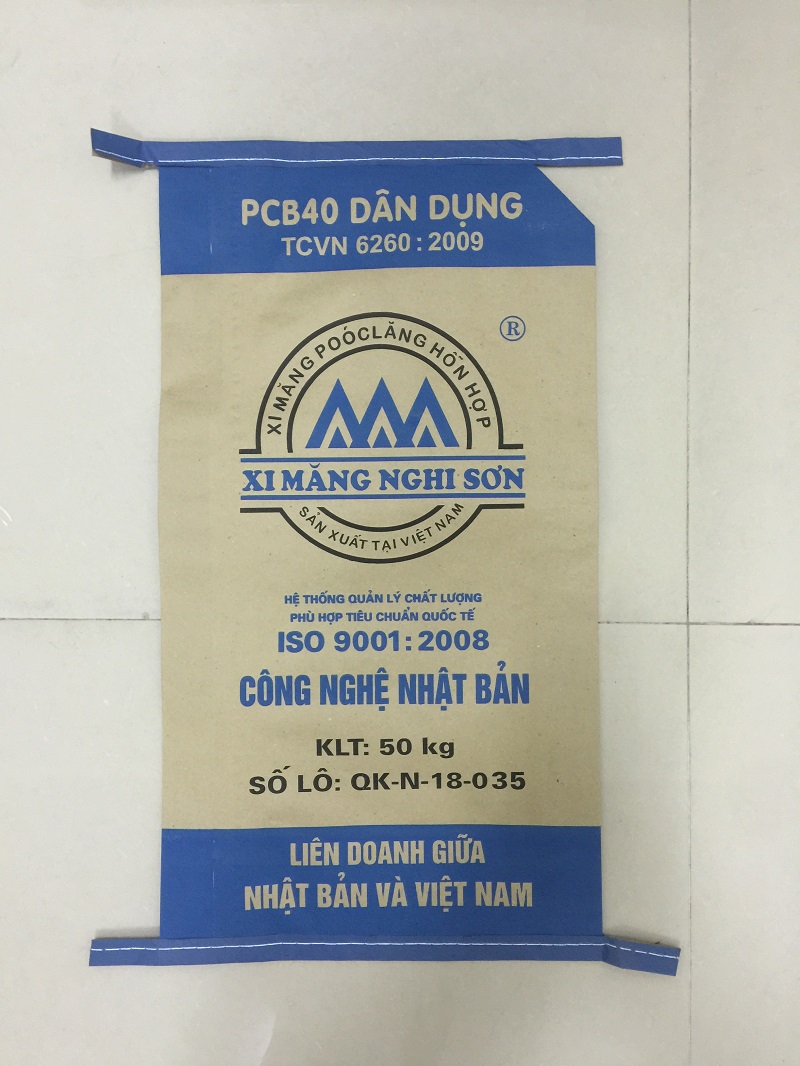 PCB40 DÂN DỤNG
TCVN 6260 : 2009
®
XI MĂNG POÓCLĂNG HỖN HỢP
XI MĂNG NGHI SƠN
SẢN XUẤT TẠI VIỆT NAM
HỆ THỐNG QUẢN LÝ CHẤT LƯỢNG
PHÙ HỢP TIÊU CHUẨN QUỐC TẾ
ISO 9001: 2008
CÔNG NGHỆ NHẬT BẢN
KLT: 50 kg
SỐ LÔ: QK-N-18-035
LIÊN DOANH GIỮA
NHẬT BẢN VÀ VIỆT NAM